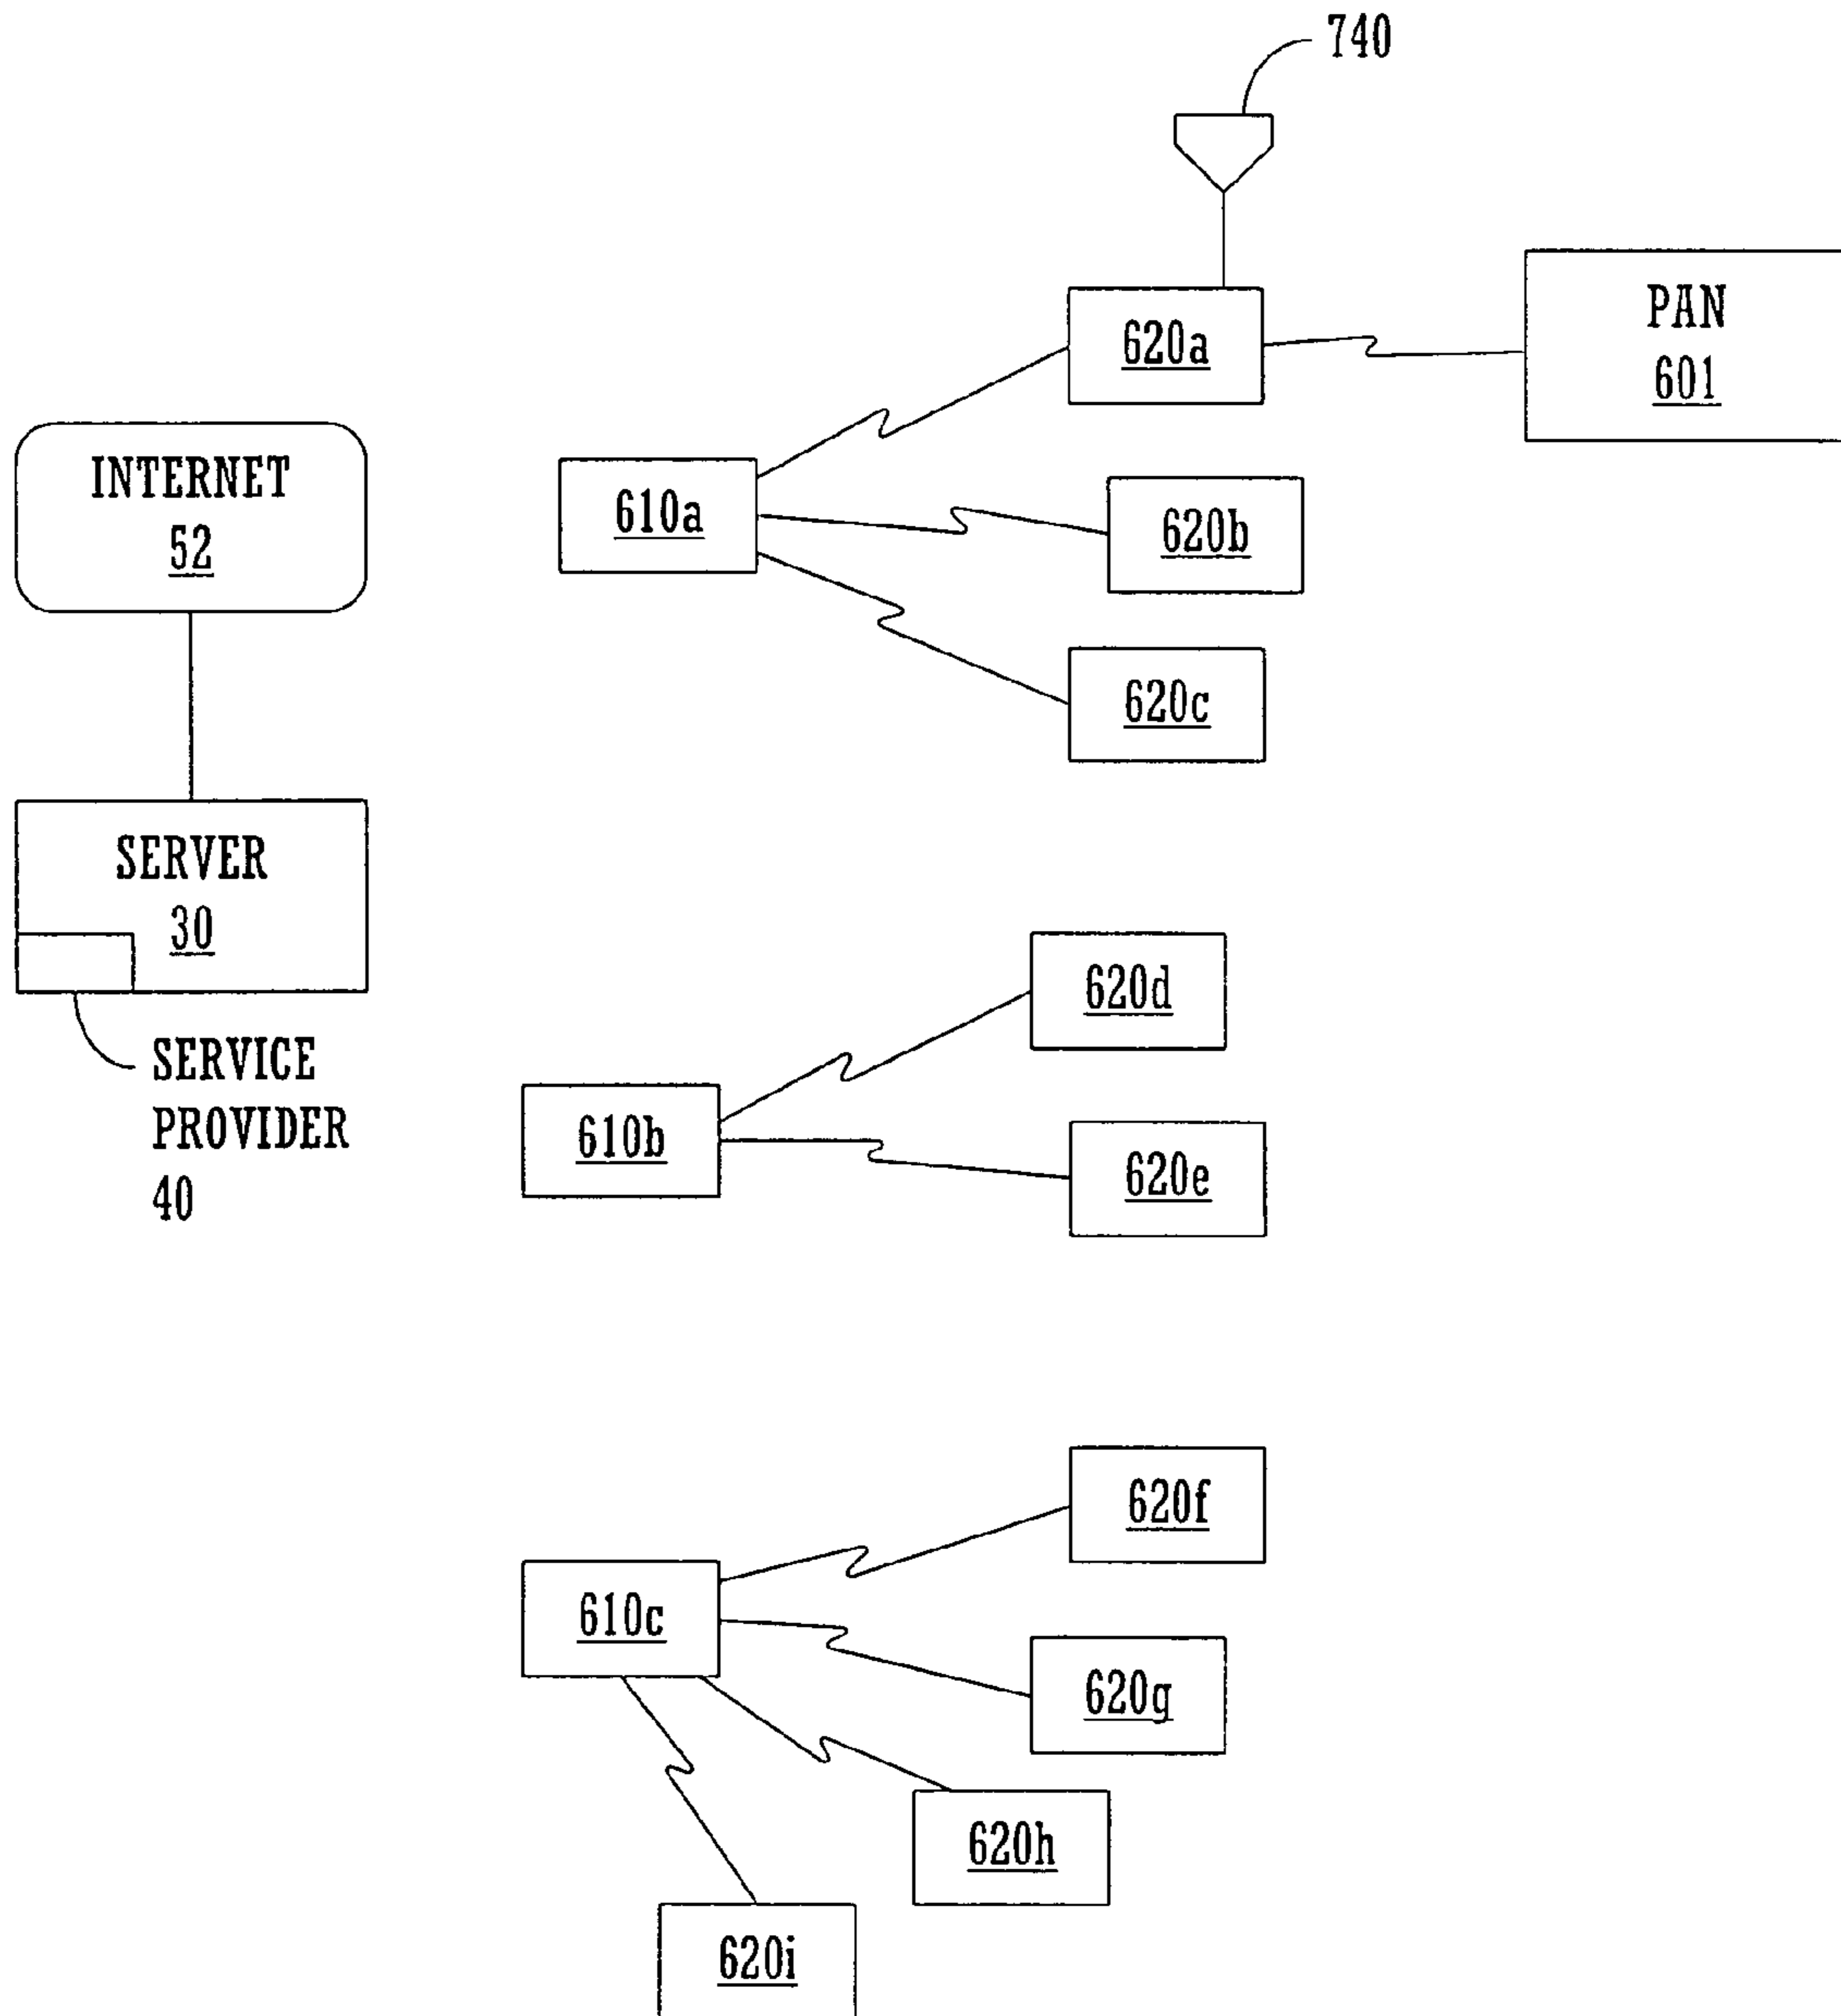 740
620a
PAN
601
INTERNET
52
610a
620b
620c
SERVER
30
SERVICE
PROVIDER
40
620d
610b
620e
620f
610c
620g
620h
620i